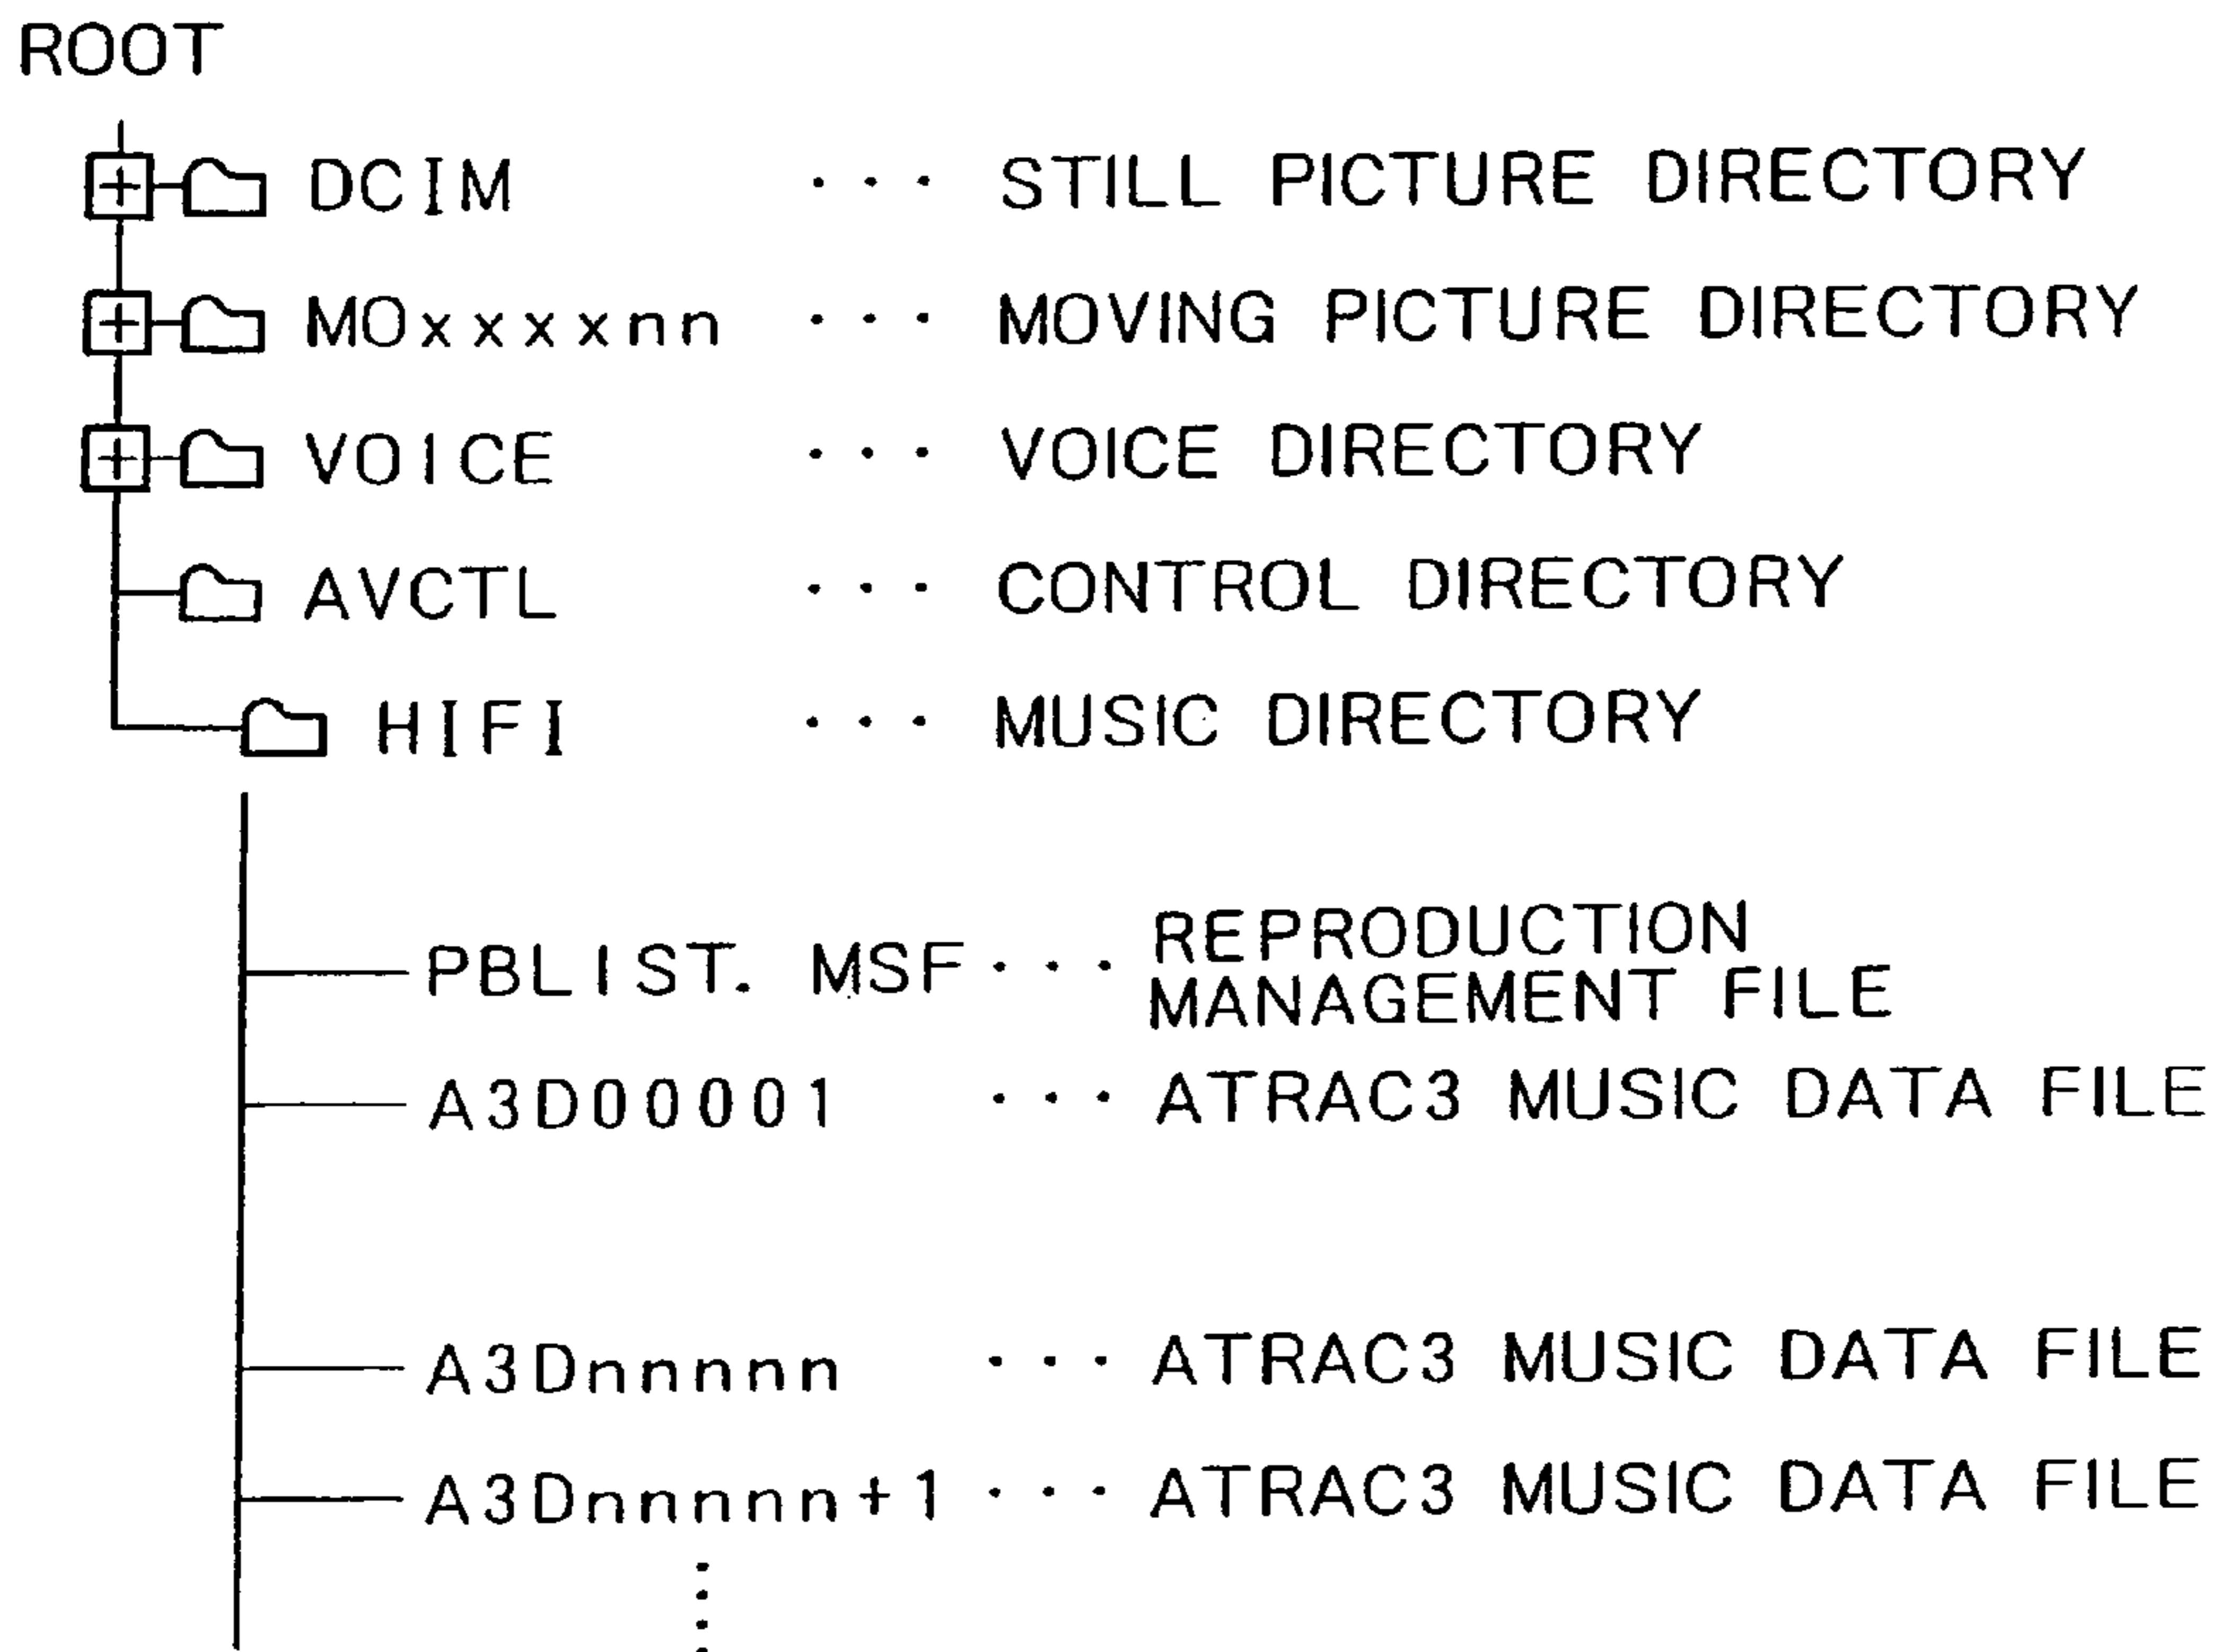 ROOT
DCIM ... STILL PICTURE DIRECTORY
MOxxxxnn ... MOVING PICTURE DIRECTORY
VOICE ... VOICE DIRECTORY
AVCTL ... CONTROL DIRECTORY
HIFI ... MUSIC DIRECTORY
PBLIST. MSF ... REPRODUCTION
MANAGEMENT FILE
A3D00001 ... ATRAC3 MUSIC DATA FILE
A3Dnnnnn ... ATRAC3 MUSIC DATA FILE
A3Dnnnnn+1 ... ATRAC3 MUSIC DATA FILE